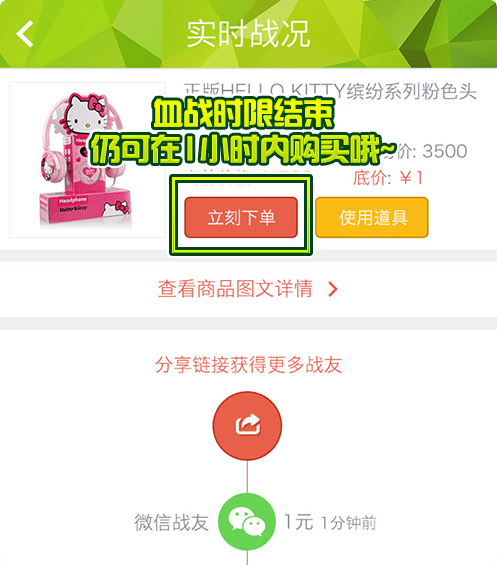 实时战况
正版HELLO KITTY缤纷系列粉色头
血战时限结束
仍可在1小时内购买哦~
价: 3500
底价: ￥1
立刻下单
使用道具
查看商品图文详情
分享链接获得更多战友
微信战友
1元 1分钟前
Headphone
Hello Kitty